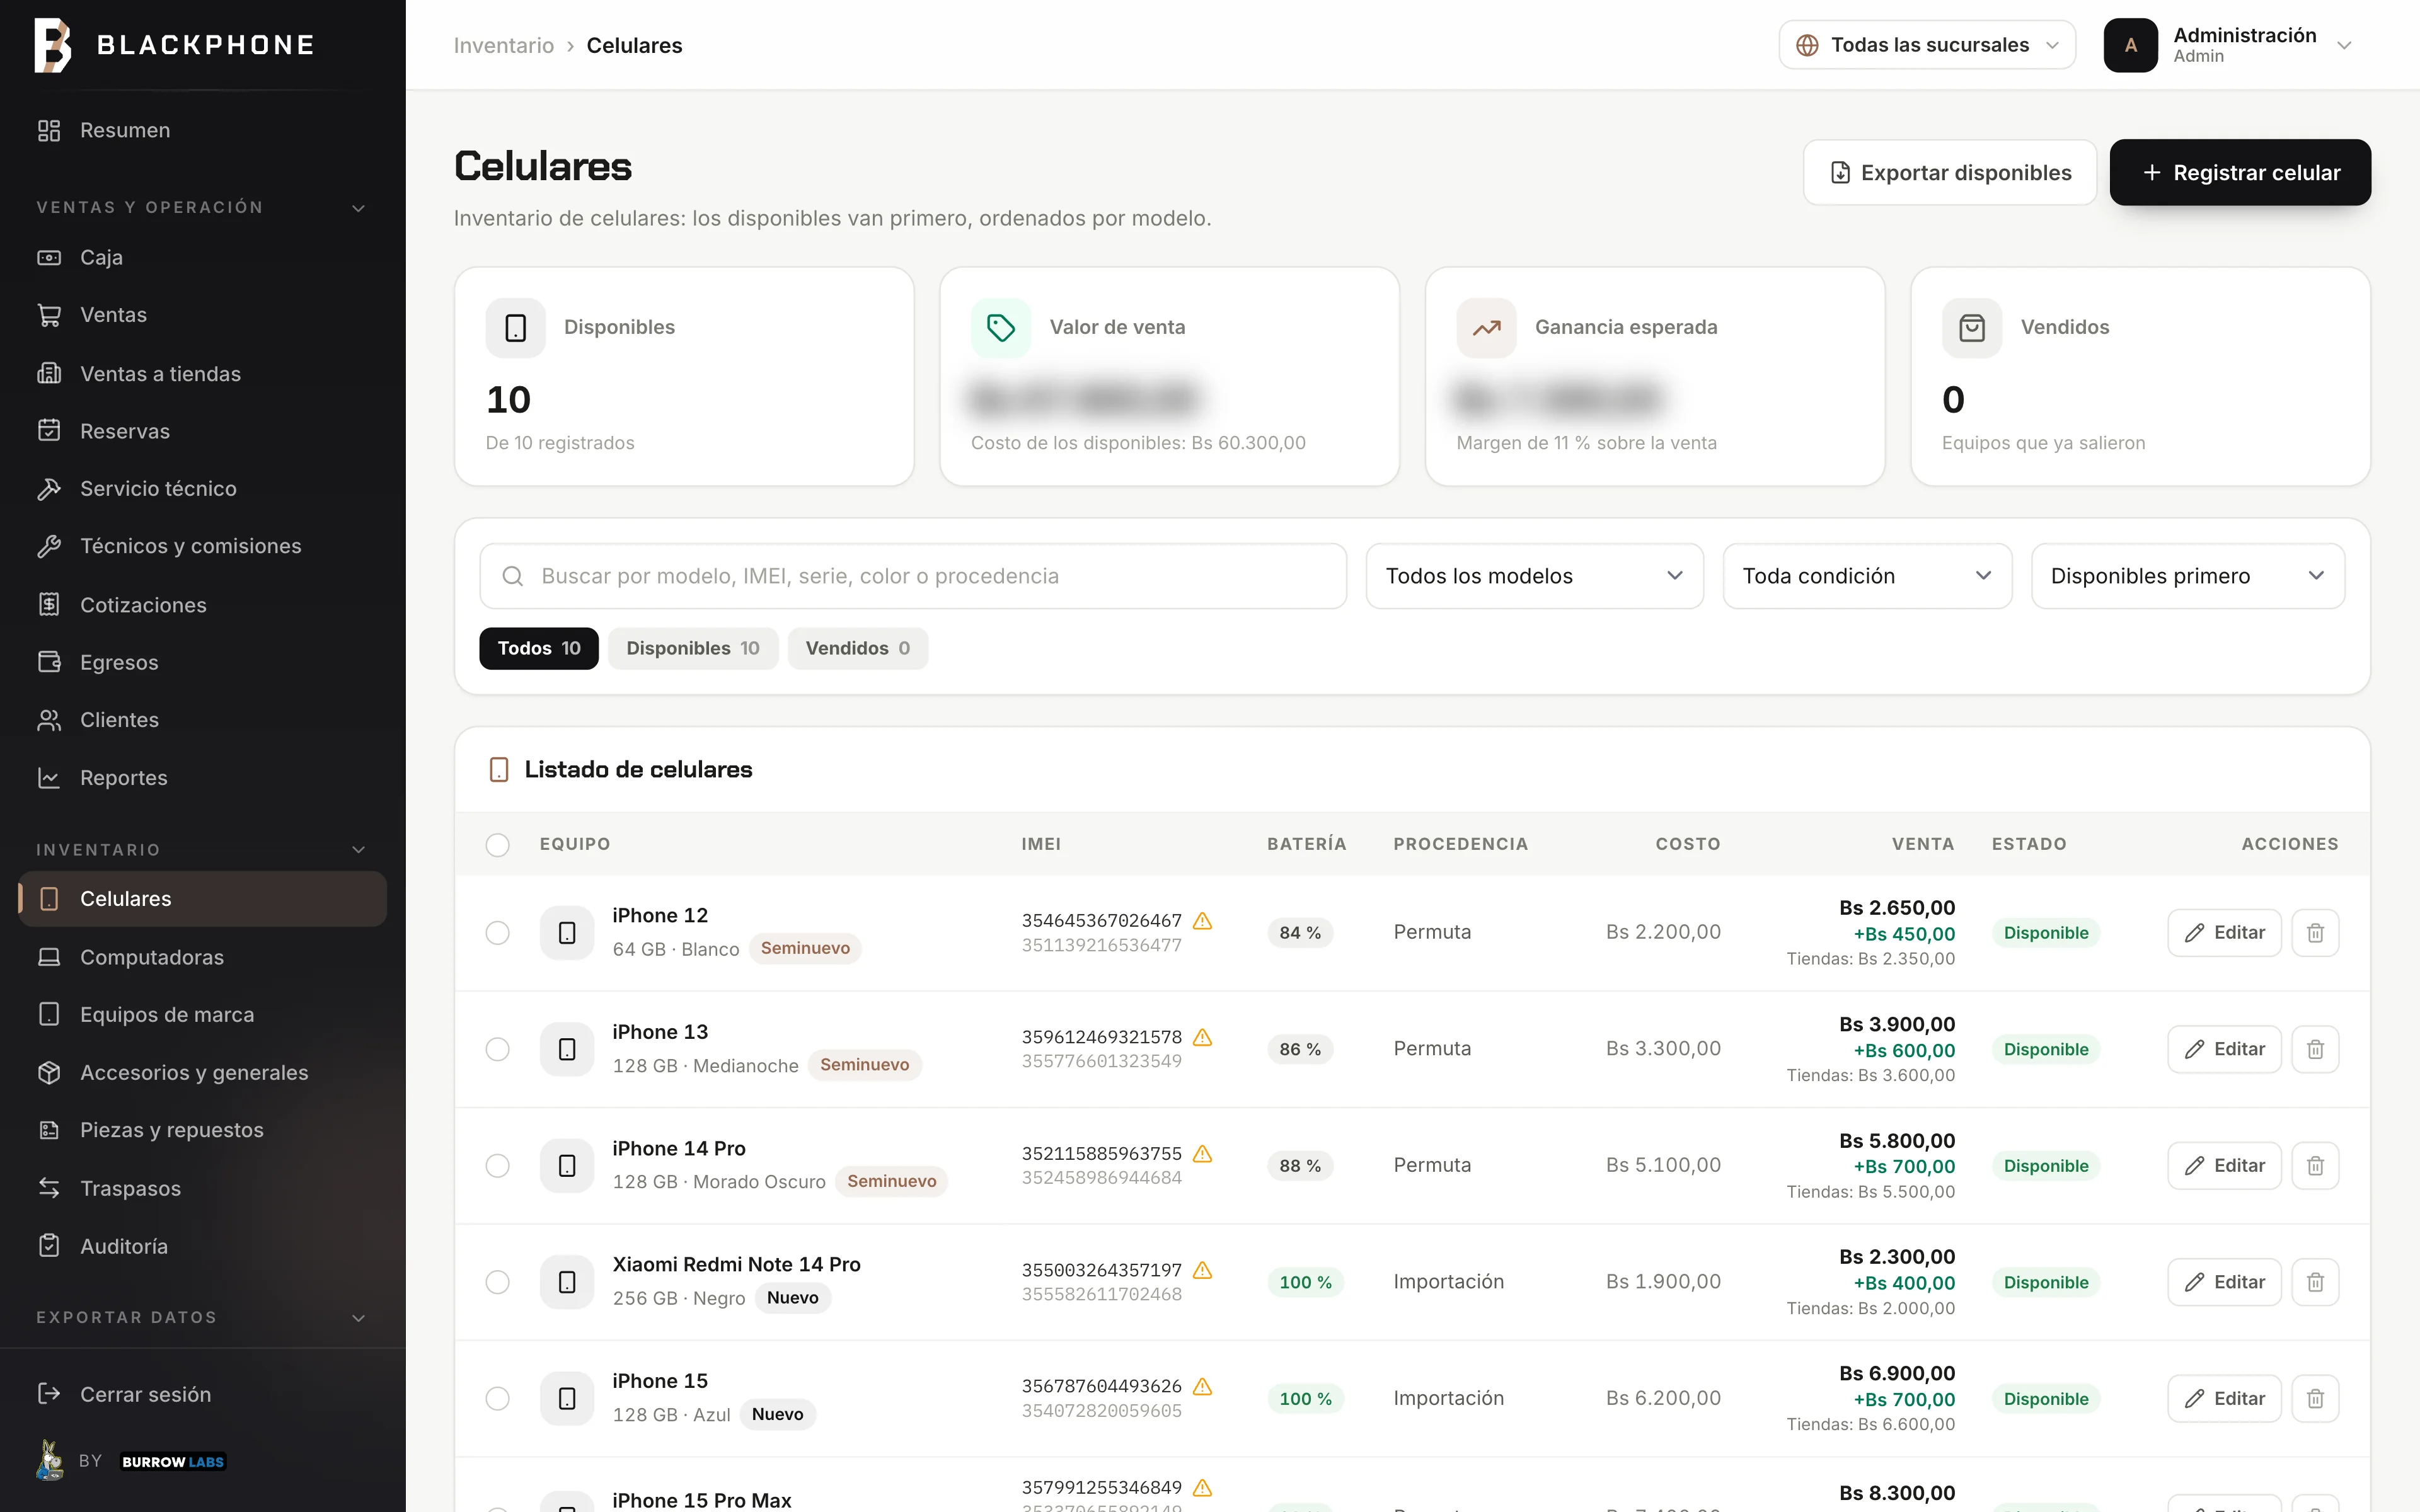 BLACKPHONE
Resumen
VENTAS Y OPERACIÓN
Caja
Ventas
Ventas a tiendas
Reservas
Servicio técnico
Técnicos y comisiones
Cotizaciones
Egresos
Clientes
Reportes
INVENTARIO
Celulares
Computadoras
Equipos de marca
Accesorios y generales
Piezas y repuestos
Traspasos
Auditoría
EXPORTAR DATOS
Cerrar sesión
BY BURROW LABS
Inventario › Celulares
Todas las sucursales
A
Administración
Admin
Celulares
Inventario de celulares: los disponibles van primero, ordenados por modelo.
Exportar disponibles
+ Registrar celular
Disponibles
10
De 10 registrados
Valor de venta
Costo de los disponibles: Bs 60.300,00
Ganancia esperada
Margen de 11 % sobre la venta
Vendidos
0
Equipos que ya salieron
Buscar por modelo, IMEI, serie, color o procedencia
Todos los modelos
Toda condición
Disponibles primero
Todos 10
Disponibles 10
Vendidos 0
Listado de celulares
EQUIPO IMEI BATERÍA PROCEDENCIA COSTO VENTA ESTADO ACCIONES
iPhone 12
64 GB · Blanco Seminuevo
354645367026467
351139216536477
84 %
Permuta
Bs 2.200,00
Bs 2.650,00
+Bs 450,00
Tiendas: Bs 2.350,00
Disponible
Editar
iPhone 13
128 GB · Medianoche Seminuevo
359612469321578
355776601323549
86 %
Permuta
Bs 3.300,00
Bs 3.900,00
+Bs 600,00
Tiendas: Bs 3.600,00
Disponible
Editar
iPhone 14 Pro
128 GB · Morado Oscuro Seminuevo
352115885963755
352458986944684
88 %
Permuta
Bs 5.100,00
Bs 5.800,00
+Bs 700,00
Tiendas: Bs 5.500,00
Disponible
Editar
Xiaomi Redmi Note 14 Pro
256 GB · Negro Nuevo
355003264357197
355582611702468
100 %
Importación
Bs 1.900,00
Bs 2.300,00
+Bs 400,00
Tiendas: Bs 2.000,00
Disponible
Editar
iPhone 15
128 GB · Azul Nuevo
356787604493626
354072820059605
100 %
Importación
Bs 6.200,00
Bs 6.900,00
+Bs 700,00
Tiendas: Bs 6.600,00
Disponible
Editar
iPhone 15 Pro Max
357991255346849
Bs 8.300,00